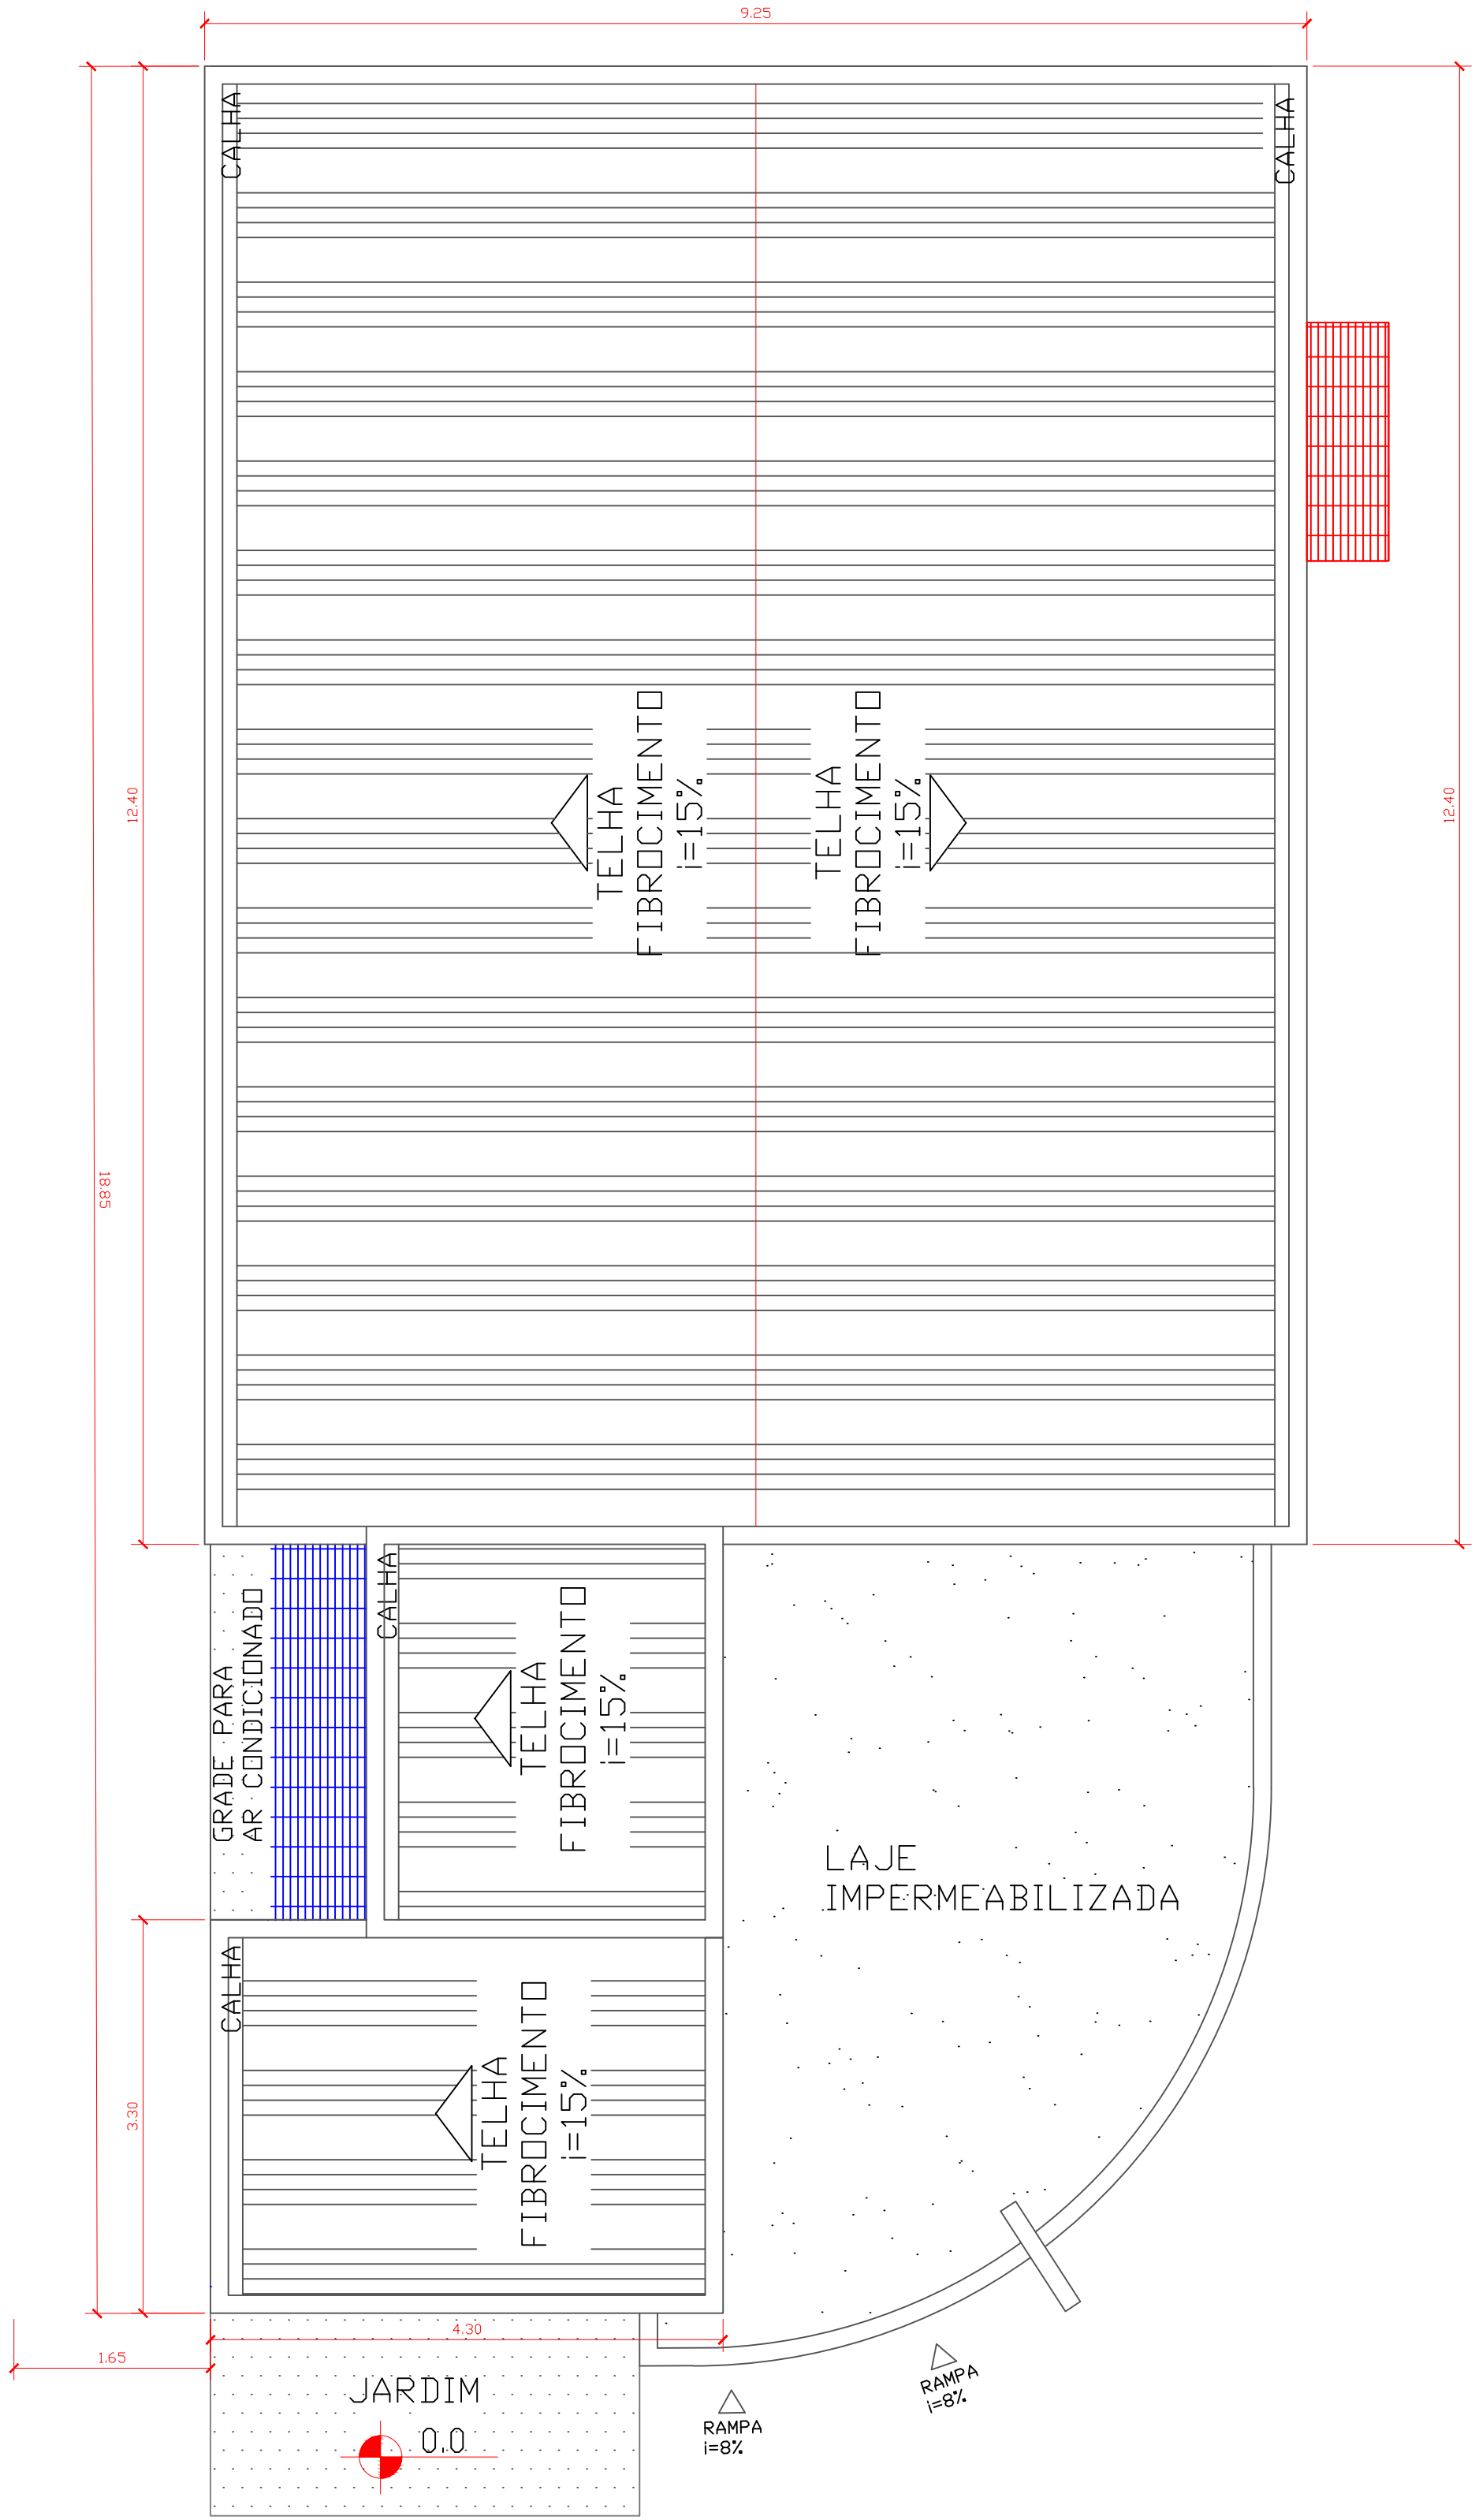 9.25
CALHA
CALHA
12.40
12.40
18.85
TELHA
FIBROCIMENTO
i=15%
TELHA
FIBROCIMENTO
i=15%
GRADE PARA
AR CONDICIONADO
CALHA
TELHA
FIBROCIMENTO
i=15%
LAJE
IMPERMEABILIZADA
CALHA
3.30
TELHA
FIBROCIMENTO
i=15%
4.30
1.65
JARDIM
0.0
RAMPA
i=8%
RAMPA
i=8%